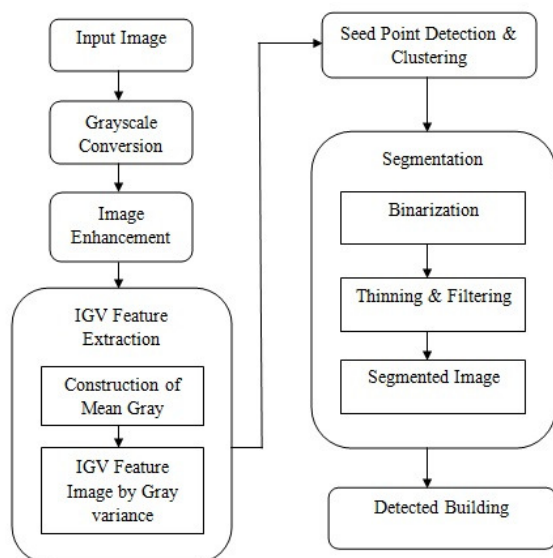 Input Image
Grayscale
Conversion
Image
Enhancement
IGV Feature
Extraction
Construction of
Mean Gray
IGV Feature
Image by Gray
variance
Seed Point Detection &
Clustering
Segmentation
Binarization
Thinning & Filtering
Segmented Image
Detected Building